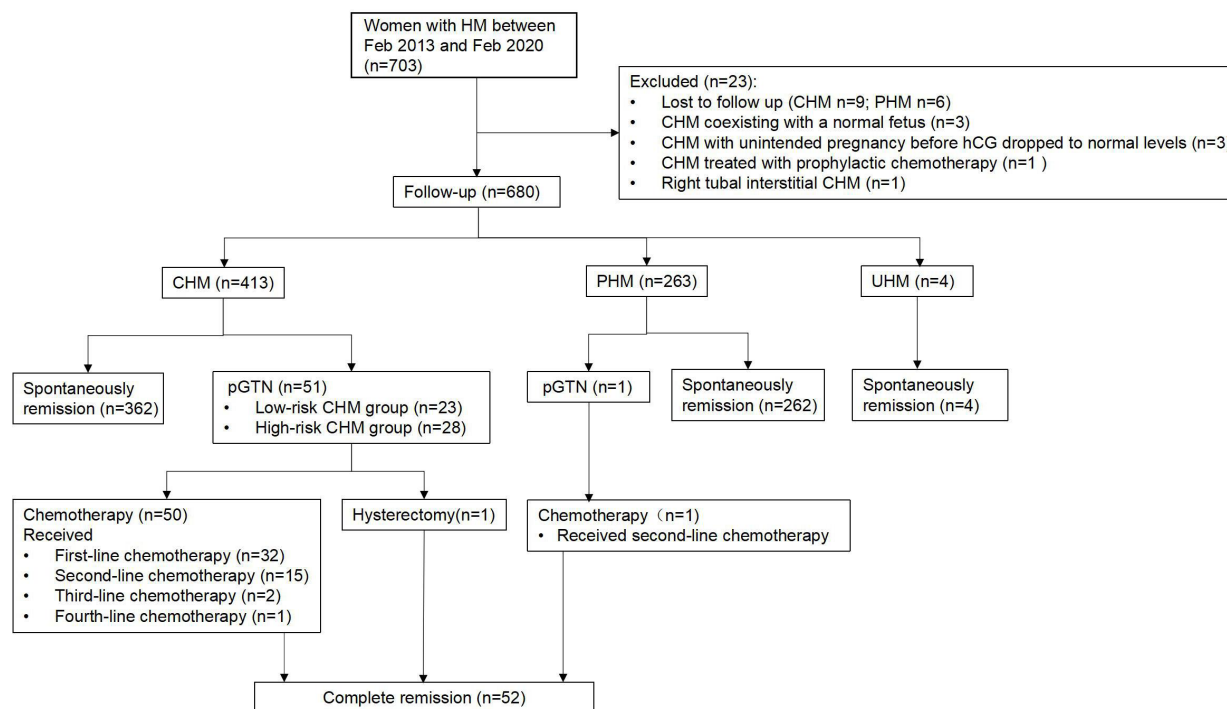 Women with HM between
Feb 2013 and Feb 2020
(n=703)
Excluded (n=23):
• Lost to follow up (CHM n=9; PHM n=6)
• CHM coexisting with a normal fetus (n=3)
• CHM with unintended pregnancy before hCG dropped to normal levels (n=3
• CHM treated with prophylactic chemotherapy (n=1 )
• Right tubal interstitial CHM (n=1)
Follow-up (n=680)
CHM (n=413)
PHM (n=263)
UHM (n=4)
Spontaneously
remission (n=362)
pGTN (n=51)
• Low-risk CHM group (n=23)
• High-risk CHM group (n=28)
pGTN (n=1)
Spontaneously
remission (n=262)
Spontaneously
remission (n=4)
Chemotherapy (n=50)
Received
• First-line chemotherapy (n=32)
• Second-line chemotherapy (n=15)
• Third-line chemotherapy (n=2)
• Fourth-line chemotherapy (n=1)
Hysterectomy(n=1)
Chemotherapy（n=1)
• Received second-line chemotherapy
Complete remission (n=52)